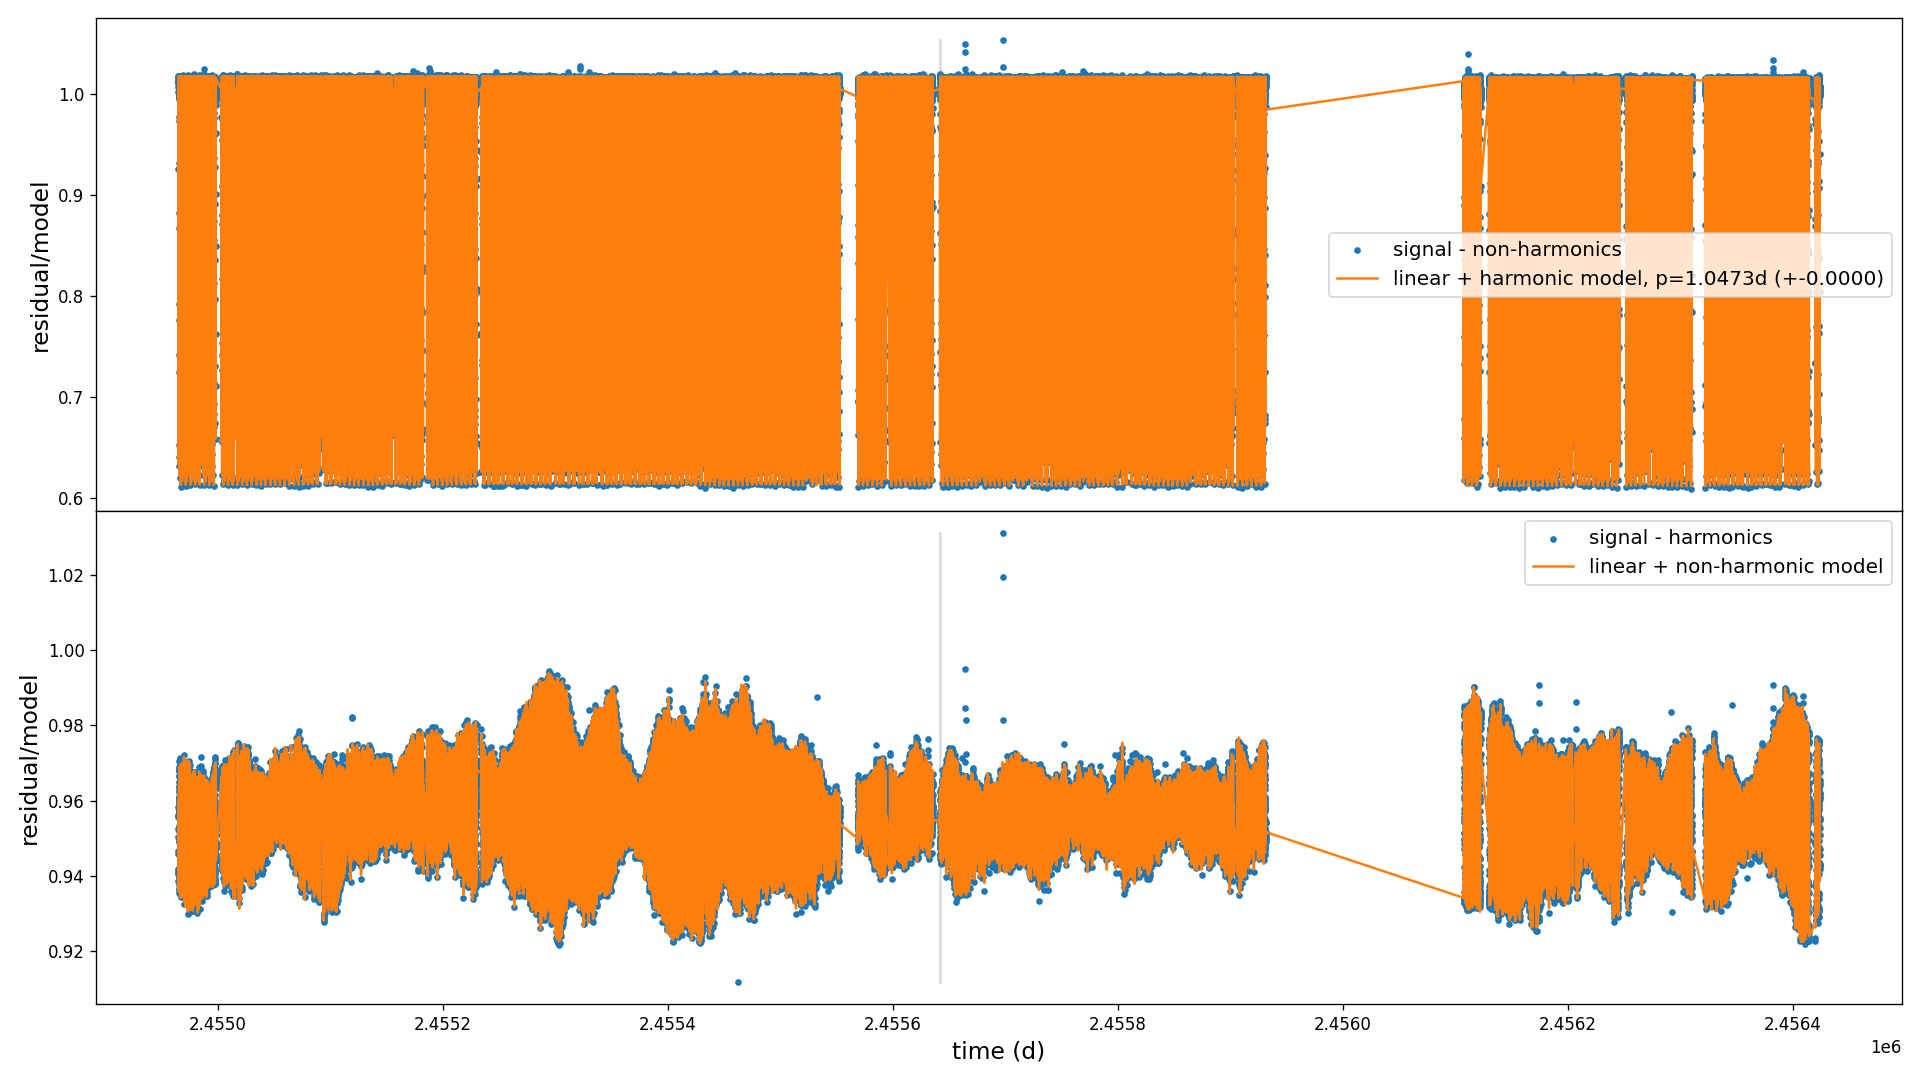 1.0
0.9
0.8
0.7
0.6
residual/model
signal - non-harmonics
linear + harmonic model, p=1.0473d (+-0.0000)
1.02
1.00
0.98
0.96
0.94
0.92
residual/model
signal - harmonics
linear + non-harmonic model
2.4550 2.4552 2.4554 2.4556 2.4558 2.4560 2.4562 2.4564
time (d)
1e6